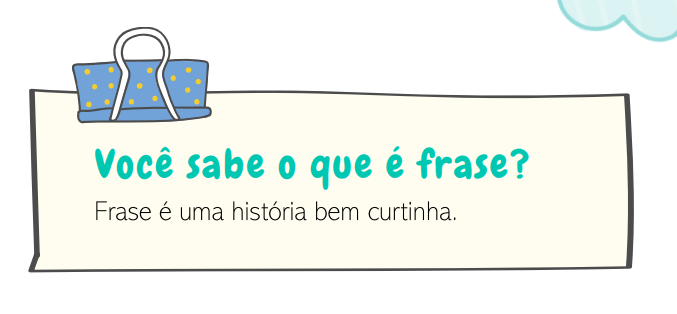 Você sabe o que é frase?
Frase é uma história bem curtinha.